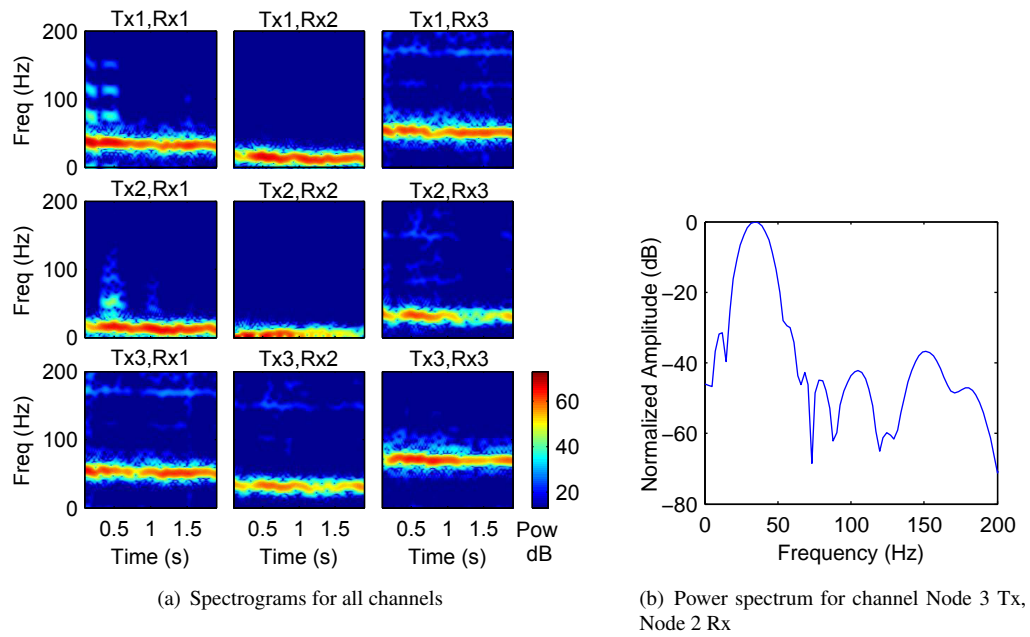 Tx1,Rx1 Tx1,Rx2 Tx1,Rx3
200
100
0
Freq (Hz)
Tx2,Rx1 Tx2,Rx2 Tx2,Rx3
200
100
0
Freq (Hz)
Tx3,Rx1 Tx3,Rx2 Tx3,Rx3
200
100
0
Freq (Hz)
0.5 1 1.5
Time (s)
0.5 1 1.5
Time (s)
0.5 1 1.5
Time (s)
60
40
20
Pow
dB
(a) Spectrograms for all channels
0
−20
−40
−60
−80
Normalized Amplitude (dB)
0 50 100 150 200
Frequency (Hz)
(b) Power spectrum for channel Node 3 Tx,
Node 2 Rx